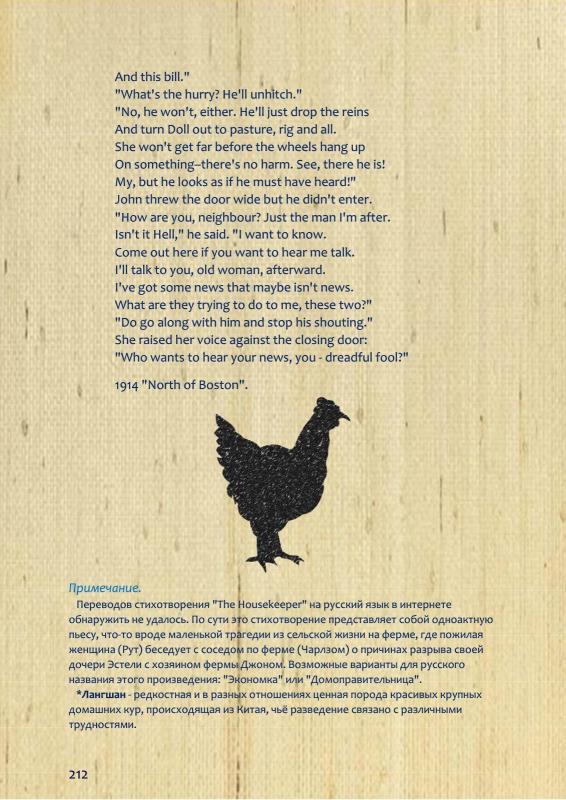 And this bill."
"What's the hurry? He'll unhitch."
"No, he won't, either. He'll just drop the reins
And turn Doll out to pasture, rig and all.
She won't get far before the wheels hang up
On something--there's no harm. See, there he is!
My, but he looks as if he must have heard!"
John threw the door wide but he didn't enter.
"How are you, neighbour? Just the man I'm after.
Isn't it Hell," he said. "I want to know.
Come out here if you want to hear me talk.
I'll talk to you, old woman, afterward.
I've got some news that maybe isn't news.
What are they trying to do to me, these two?"
"Do go along with him and stop his shouting."
She raised her voice against the closing door:
"Who wants to hear your news, you - dreadful fool?"
1914 "North of Boston".
Примечание.
Переводов стихотворения "The Housekeeper" на русский язык в интернете
обнаружить не удалось. По сути это стихотворение представляет собой одноактную
пьесу, что-то вроде маленькой трагедии из сельской жизни на ферме, где пожилая
женщина (Рут) беседует с соседом по ферме (Чарлзом) о причинах разрыва своей
дочери Эстели с хозяином фермы Джоном. Возможные варианты для русского
названия этого произведения: "Экономка" или "Домоправительница".
*Лангшан - редкостная и в разных отношениях ценная порода красивых крупных
домашних кур, происходящая из Китая, чьё разведение связано с различными
трудностями.
212